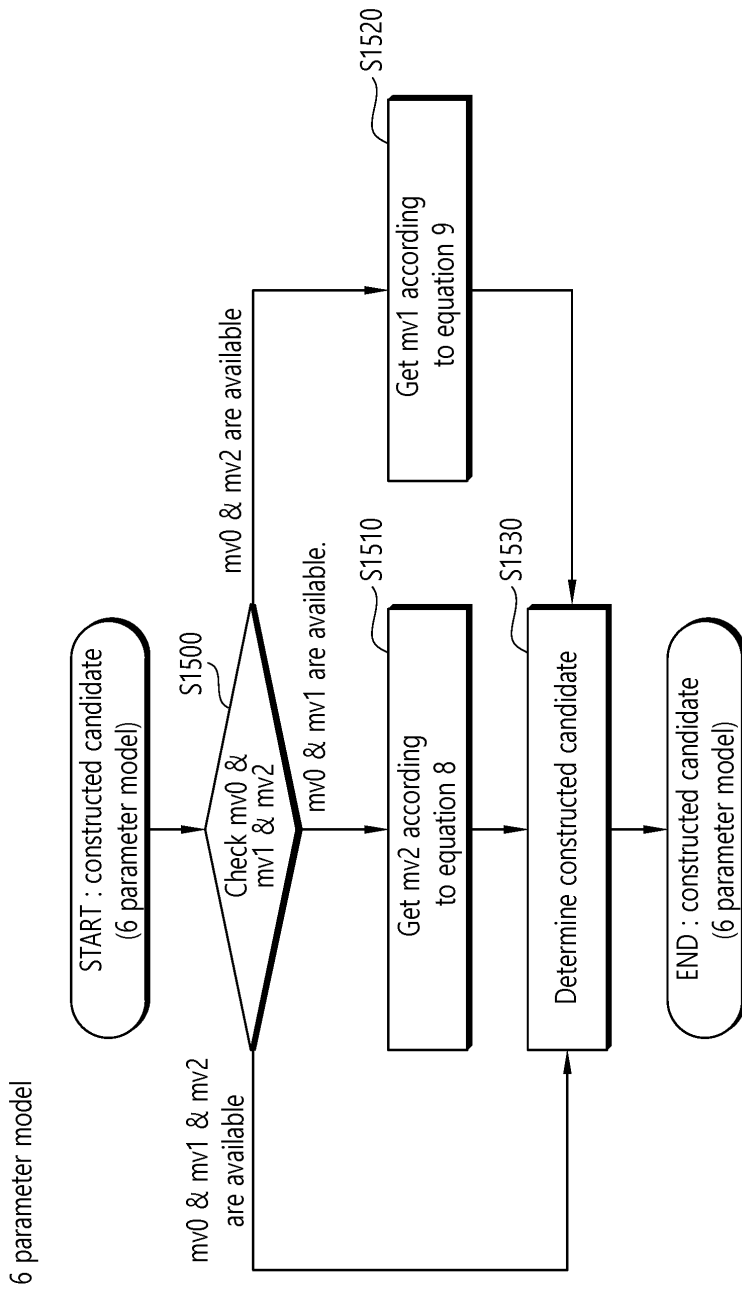 6 parameter model
START : constructed candidate
(6 parameter model)
S1500
Check mv0 &
mv1 & mv2
mv0 & mv1 & mv2
are available
mv0 & mv1 are available.
mv0 & mv2 are available
S1510
Get mv2 according
to equation 8
S1520
Get mv1 according
to equation 9
S1530
Determine constructed candidate
END : constructed candidate
(6 parameter model)